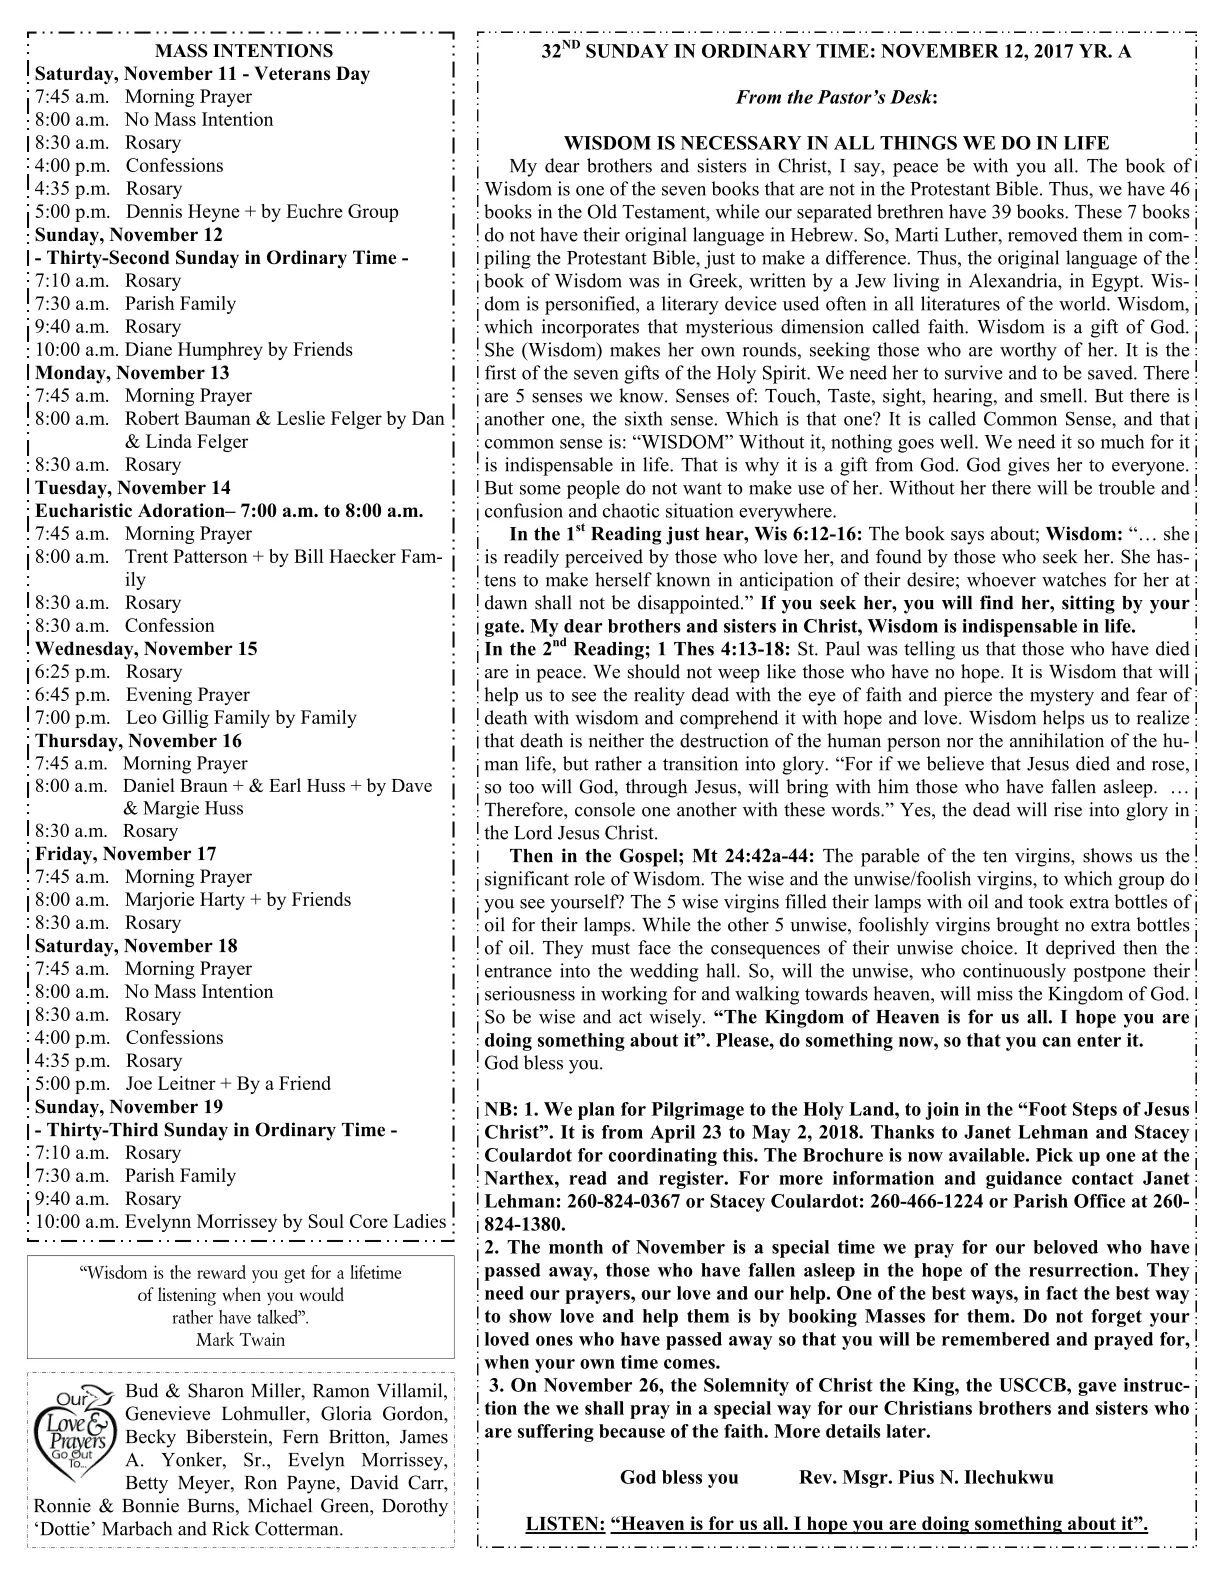 MASS INTENTIONS
Saturday, November 11 - Veterans Day
7:45 a.m. Morning Prayer
8:00 a.m. No Mass Intention
8:30 a.m. Rosary
4:00 p.m. Confessions
4:35 p.m. Rosary
5:00 p.m. Dennis Heyne + by Euchre Group
Sunday, November 12
- Thirty-Second Sunday in Ordinary Time -
7:10 a.m. Rosary
7:30 a.m. Parish Family
9:40 a.m. Rosary
10:00 a.m. Diane Humphrey by Friends
Monday, November 13
7:45 a.m. Morning Prayer
8:00 a.m. Robert Bauman & Leslie Felger by Dan
& Linda Felger
8:30 a.m. Rosary
Tuesday, November 14
Eucharistic Adoration– 7:00 a.m. to 8:00 a.m.
7:45 a.m. Morning Prayer
8:00 a.m. Trent Patterson + by Bill Haecker Fam-
ily
8:30 a.m. Rosary
8:30 a.m. Confession
Wednesday, November 15
6:25 p.m. Rosary
6:45 p.m. Evening Prayer
7:00 p.m. Leo Gillig Family by Family
Thursday, November 16
7:45 a.m. Morning Prayer
8:00 a.m. Daniel Braun + & Earl Huss + by Dave
& Margie Huss
8:30 a.m. Rosary
Friday, November 17
7:45 a.m. Morning Prayer
8:00 a.m. Marjorie Harty + by Friends
8:30 a.m. Rosary
Saturday, November 18
7:45 a.m. Morning Prayer
8:00 a.m. No Mass Intention
8:30 a.m. Rosary
4:00 p.m. Confessions
4:35 p.m. Rosary
5:00 p.m. Joe Leitner + By a Friend
Sunday, November 19
- Thirty-Third Sunday in Ordinary Time -
7:10 a.m. Rosary
7:30 a.m. Parish Family
9:40 a.m. Rosary
10:00 a.m. Evelynn Morrissey by Soul Core Ladies
“Wisdom is the reward you get for a lifetime
of listening when you would
rather have talked”.
Mark Twain
Our
Love &
Prayers
Go Out
To...
Bud & Sharon Miller, Ramon Villamil,
Genevieve Lohmuller, Gloria Gordon,
Becky Biberstein, Fern Britton, James
A. Yonker, Sr., Evelyn Morrissey,
Betty Meyer, Ron Payne, David Carr,
Ronnie & Bonnie Burns, Michael Green, Dorothy
‘Dottie’ Marbach and Rick Cotterman.
32ND SUNDAY IN ORDINARY TIME: NOVEMBER 12, 2017 YR. A
From the Pastor’s Desk:
WISDOM IS NECESSARY IN ALL THINGS WE DO IN LIFE
My dear brothers and sisters in Christ, I say, peace be with you all. The book of
Wisdom is one of the seven books that are not in the Protestant Bible. Thus, we have 46
books in the Old Testament, while our separated brethren have 39 books. These 7 books
do not have their original language in Hebrew. So, Marti Luther, removed them in com-
piling the Protestant Bible, just to make a difference. Thus, the original language of the
book of Wisdom was in Greek, written by a Jew living in Alexandria, in Egypt. Wis-
dom is personified, a literary device used often in all literatures of the world. Wisdom,
which incorporates that mysterious dimension called faith. Wisdom is a gift of God.
She (Wisdom) makes her own rounds, seeking those who are worthy of her. It is the
first of the seven gifts of the Holy Spirit. We need her to survive and to be saved. There
are 5 senses we know. Senses of: Touch, Taste, sight, hearing, and smell. But there is
another one, the sixth sense. Which is that one? It is called Common Sense, and that
common sense is: “WISDOM” Without it, nothing goes well. We need it so much for it
is indispensable in life. That is why it is a gift from God. God gives her to everyone.
But some people do not want to make use of her. Without her there will be trouble and
confusion and chaotic situation everywhere.
In the 1st Reading just hear, Wis 6:12-16: The book says about; Wisdom: “… she
is readily perceived by those who love her, and found by those who seek her. She has-
tens to make herself known in anticipation of their desire; whoever watches for her at
dawn shall not be disappointed.” If you seek her, you will find her, sitting by your
gate. My dear brothers and sisters in Christ, Wisdom is indispensable in life.
In the 2nd Reading; 1 Thes 4:13-18: St. Paul was telling us that those who have died
are in peace. We should not weep like those who have no hope. It is Wisdom that will
help us to see the reality dead with the eye of faith and pierce the mystery and fear of
death with wisdom and comprehend it with hope and love. Wisdom helps us to realize
that death is neither the destruction of the human person nor the annihilation of the hu-
man life, but rather a transition into glory. “For if we believe that Jesus died and rose,
so too will God, through Jesus, will bring with him those who have fallen asleep. …
Therefore, console one another with these words.” Yes, the dead will rise into glory in
the Lord Jesus Christ.
Then in the Gospel; Mt 24:42a-44: The parable of the ten virgins, shows us the
significant role of Wisdom. The wise and the unwise/foolish virgins, to which group do
you see yourself? The 5 wise virgins filled their lamps with oil and took extra bottles of
oil for their lamps. While the other 5 unwise, foolishly virgins brought no extra bottles
of oil. They must face the consequences of their unwise choice. It deprived then the
entrance into the wedding hall. So, will the unwise, who continuously postpone their
seriousness in working for and walking towards heaven, will miss the Kingdom of God.
So be wise and act wisely. “The Kingdom of Heaven is for us all. I hope you are
doing something about it”. Please, do something now, so that you can enter it.
God bless you.
NB: 1. We plan for Pilgrimage to the Holy Land, to join in the “Foot Steps of Jesus
Christ”. It is from April 23 to May 2, 2018. Thanks to Janet Lehman and Stacey
Coulardot for coordinating this. The Brochure is now available. Pick up one at the
Narthex, read and register. For more information and guidance contact Janet
Lehman: 260-824-0367 or Stacey Coulardot: 260-466-1224 or Parish Office at 260-
824-1380.
2. The month of November is a special time we pray for our beloved who have
passed away, those who have fallen asleep in the hope of the resurrection. They
need our prayers, our love and our help. One of the best ways, in fact the best way
to show love and help them is by booking Masses for them. Do not forget your
loved ones who have passed away so that you will be remembered and prayed for,
when your own time comes.
3. On November 26, the Solemnity of Christ the King, the USCCB, gave instruc-
tion the we shall pray in a special way for our Christians brothers and sisters who
are suffering because of the faith. More details later.
God bless you Rev. Msgr. Pius N. Ilechukwu
LISTEN: “Heaven is for us all. I hope you are doing something about it”.